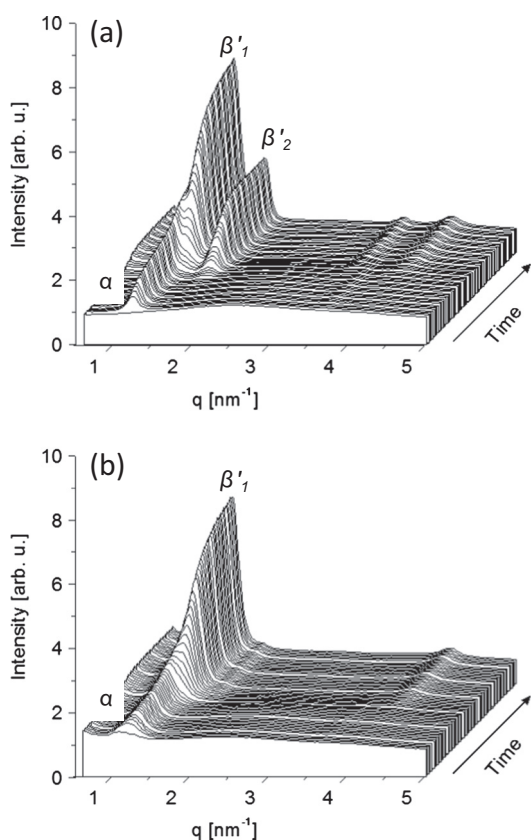 (a)
10
8
6
4
2
0
Intensity [arb. u.]
β'1
β'2
α
1 2 3 4 5
q [nm-1]
Time
(b)
10
8
6
4
2
0
Intensity [arb. u.]
β'1
α
1 2 3 4 5
q [nm-1]
Time